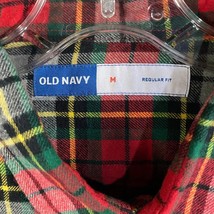 OLD NAVY M REGULAR FIT